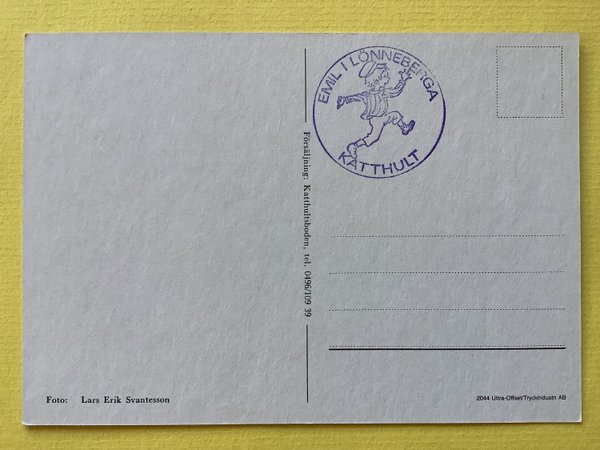 EMIL I LÖNNEBERGA
KATTHULT
Försäljning: Katthultsboden, tel. 0496/109 39
Foto: Lars Erik Svantesson
2044 Ultra-Offset/Tryckindustri AB